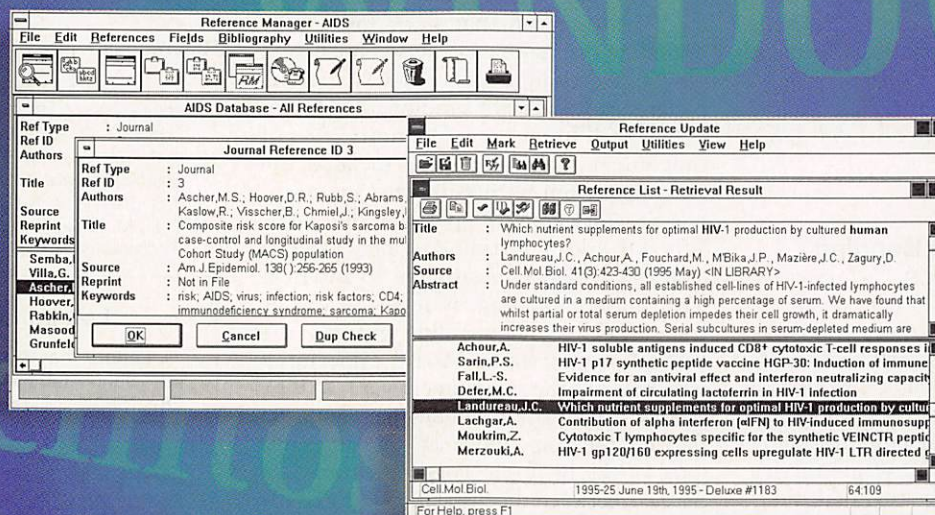 Reference Manager - AIDS
File Edit References Fields Bibliography Utilities Window Help
RM
AIDS Database - All References
Ref Type : Journal
Ref ID
Authors
Title
Source
Reprint
Keywords
Semba,
Villa,G.
Ascher,
Hoover,
Rabkin,
Masood
Grunfel
Journal Reference ID 3
Ref Type : Journal
Ref ID : 3
Authors : Ascher,M.S.; Hoover,D.R.; Rubb,S.; Abrams,
Kaslow,R.; Visscher,B.; Chmiel,J.; Kingsley,
Title : Composite risk score for Kaposi's sarcoma b
case-control and longitudinal study in the mul
Cohort Study (MACS) population
Source : Am.J.Epidemiol. 138( ):256-265 (1993)
Reprint : Not in File
Keywords : risk; AIDS; virus; infection; risk factors; CD4;
immunodeficiency syndrome; sarcoma; Kapo
OK Cancel Dup Check
Reference Update
File Edit Mark Retrieve Output Utilities View Help
Reference List - Retrieval Result
Title : Which nutrient supplements for optimal HIV-1 production by cultured human
lymphocytes?
Authors : Landureau,J.C., Achour,A., Fouchard,M., M'Bika,J.P., Mazière,J.C., Zagury,D.
Source : Cell.Mol.Biol. 41(3):423-430 (1995 May) <IN LIBRARY>
Abstract : Under standard conditions, all established cell-lines of HIV-1-infected lymphocytes
are cultured in a medium containing a high percentage of serum. We have found that
whilst partial or total serum depletion impedes their cell growth, it dramatically
increases their virus production. Serial subcultures in serum-depleted medium are
Achour,A. HIV-1 soluble antigens induced CD8+ cytotoxic T-cell responses i
Sarin,P.S. HIV-1 p17 synthetic peptide vaccine HGP-30: Induction of immune
Fall,L.-S. Evidence for an antiviral effect and interferon neutralizing capacity
Defer,M.C. Impairment of circulating lactoferrin in HIV-1 infection
Landureau,J.C. Which nutrient supplements for optimal HIV-1 production by cultu
Lachgar,A. Contribution of alpha interferon (αIFN) to HIV-induced immunosupp
Moukrim,Z. Cytotoxic T lymphocytes specific for the synthetic VEINCTR peptid
Merzouki,A. HIV-1 gp120/160 expressing cells upregulate HIV-1 LTR directed g
Cell.Mol.Biol. 1995-25 June 19th, 1995 - Deluxe #1183 64:109
For Help, press F1